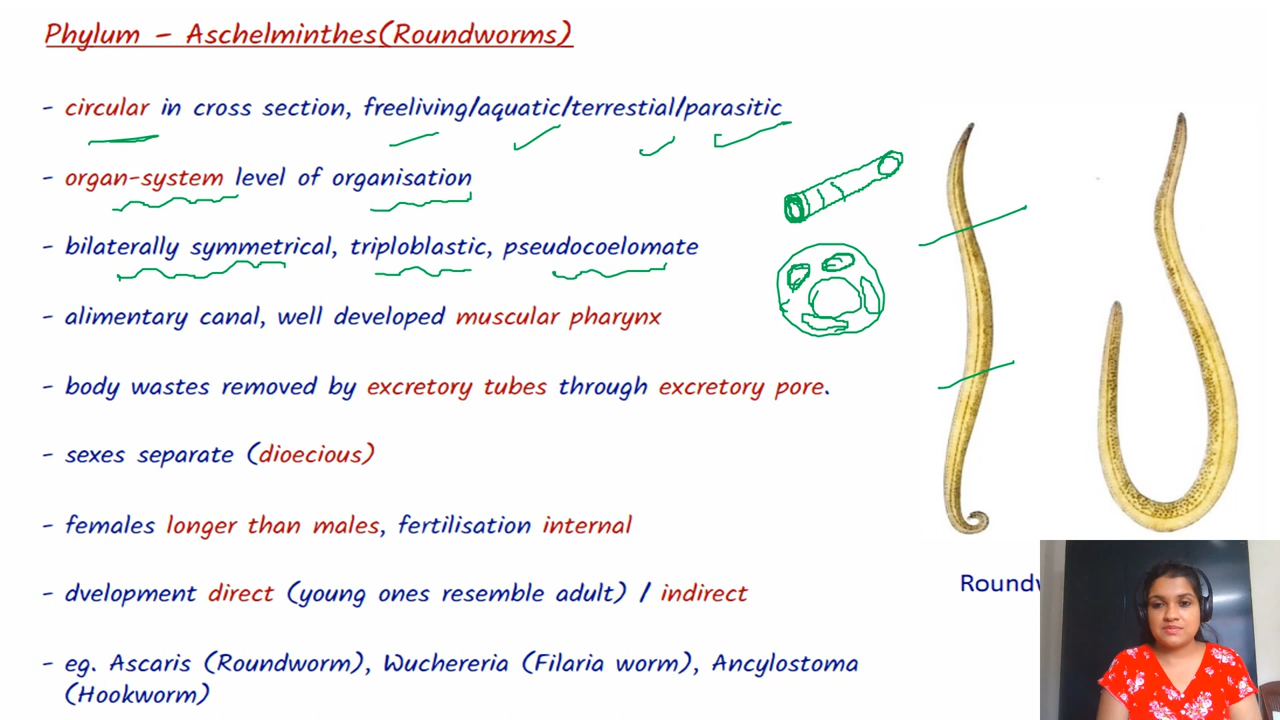 Phylum - Aschelminthes(Roundworms)
- circular in cross section, freeliving/aquatic/terrestial/parasitic
- organ-system level of organisation
- bilaterally symmetrical, triploblastic, pseudocoelomate
- alimentary canal, well developed muscular pharynx
- body wastes removed by excretory tubes through excretory pore.
- sexes separate (dioecious)
- females longer than males, fertilisation internal
- dvelopment direct (young ones resemble adult) / indirect
- eg. Ascaris (Roundworm), Wuchereria (Filaria worm), Ancylostoma
(Hookworm)